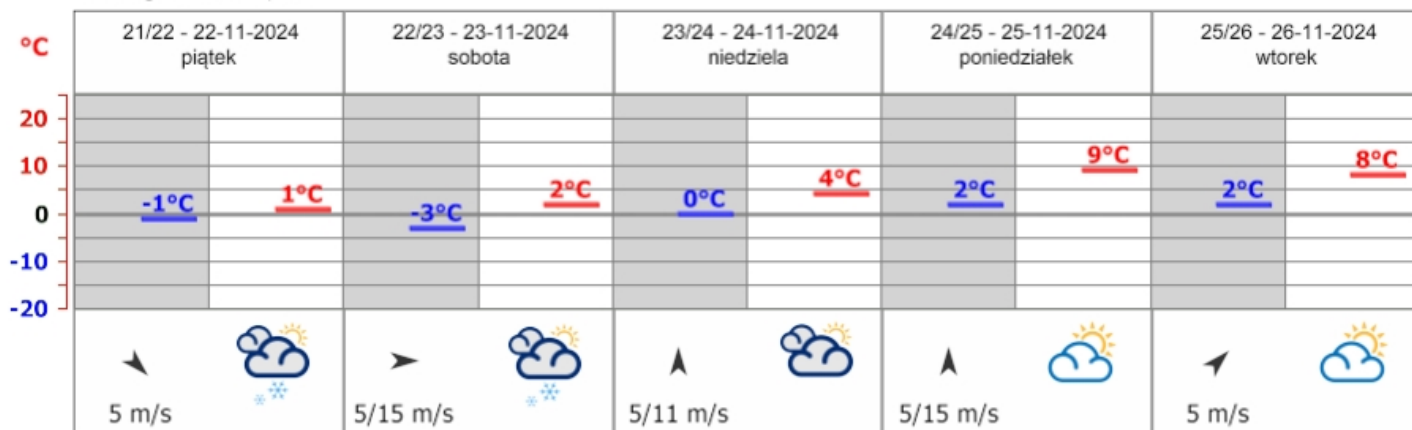 °C
21/22 - 22-11-2024
piątek
22/23 - 23-11-2024
sobota
23/24 - 24-11-2024
niedziela
24/25 - 25-11-2024
poniedziałek
25/26 - 26-11-2024
wtorek
20
10
0
-10
-20
-1°C
1°C
-3°C
2°C
0°C
4°C
2°C
9°C
2°C
8°C
5 m/s
5/15 m/s
5/11 m/s
5/15 m/s
5 m/s